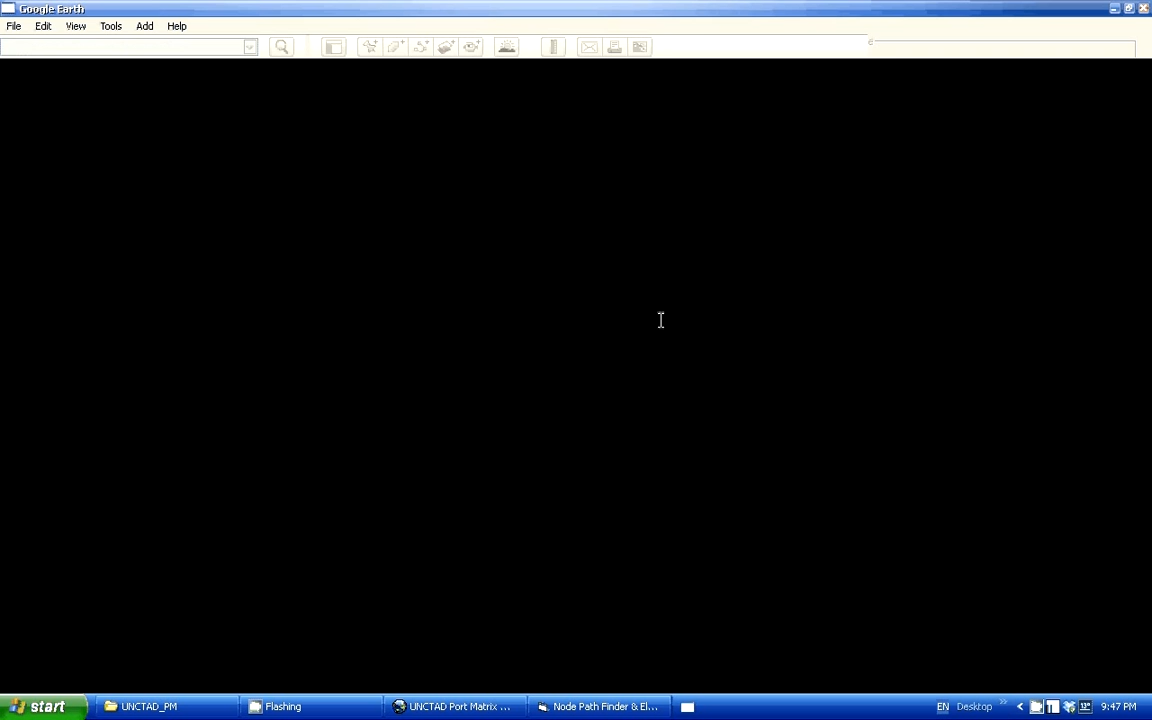 Google Earth
File Edit View Tools Add Help
start UNCTAD_PM Flashing UNCTAD Port Matrix ... Node Path Finder & El... EN Desktop 9:47 PM